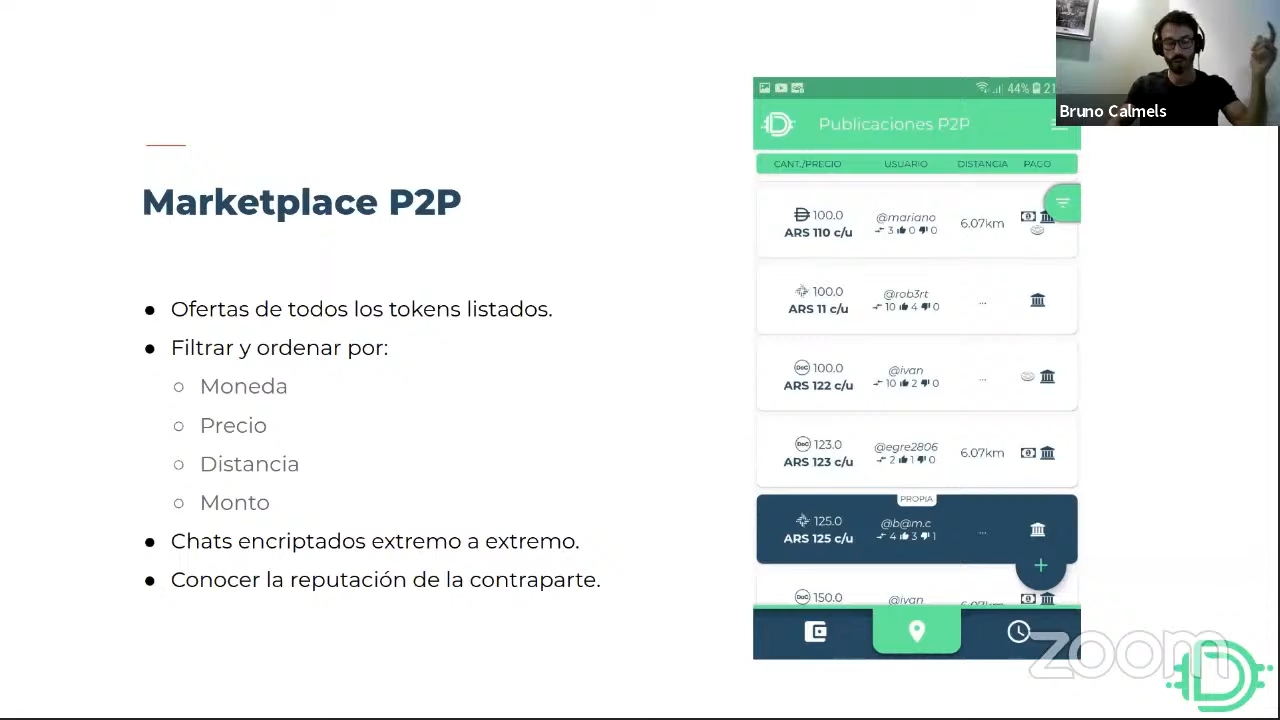 Bruno Calmels
44% 21
Publicaciones P2P
CANT./PRECIO USUARIO DISTANCIA PAGO
Marketplace P2P
100.0 @mariano 6.07km
ARS 110 c/u 3 0 0
100.0 @rob3rt ...
ARS 11 c/u 10 4 0
100.0 @ivan ...
ARS 122 c/u 10 2 0
123.0 @egre2806 6.07km
ARS 123 c/u 2 1 0
PROPIA
125.0 @b@m.c ...
ARS 125 c/u 4 3 1
150.0 @ivan 6.07km
● Ofertas de todos los tokens listados.
● Filtrar y ordenar por:
○ Moneda
○ Precio
○ Distancia
○ Monto
● Chats encriptados extremo a extremo.
● Conocer la reputación de la contraparte.
zoom